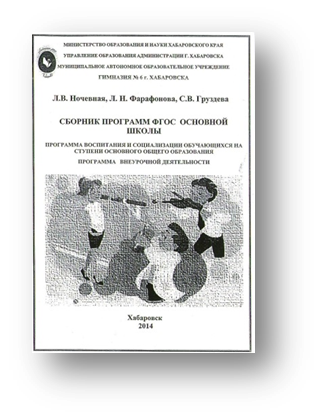 МИНИСТЕРСТВО ОБРАЗОВАНИЯ И НАУКИ ХАБАРОВСКОГО КРАЯ
УПРАВЛЕНИЕ ОБРАЗОВАНИЯ АДМИНИСТРАЦИИ Г. ХАБАРОВСКА
МУНИЦИПАЛЬНОЕ АВТОНОМНОЕ ОБРАЗОВАТЕЛЬНОЕ УЧРЕЖДЕНИЕ
ГИМНАЗИЯ № 6 г. ХАБАРОВСКА
Л.В. Ночевная, Л. Н. Фарафонова, С.В. Груздева
СБОРНИК ПРОГРАММ ФГОС ОСНОВНОЙ
ШКОЛЫ
ПРОГРАММА ВОСПИТАНИЯ И СОЦИАЛИЗАЦИИ ОБУЧАЮЩИХСЯ НА
СТУПЕНИ ОСНОВНОГО ОБЩЕГО ОБРАЗОВАНИЯ
ПРОГРАММА ВНЕУРОЧНОЙ ДЕЯТЕЛЬНОСТИ
Хабаровск
2014